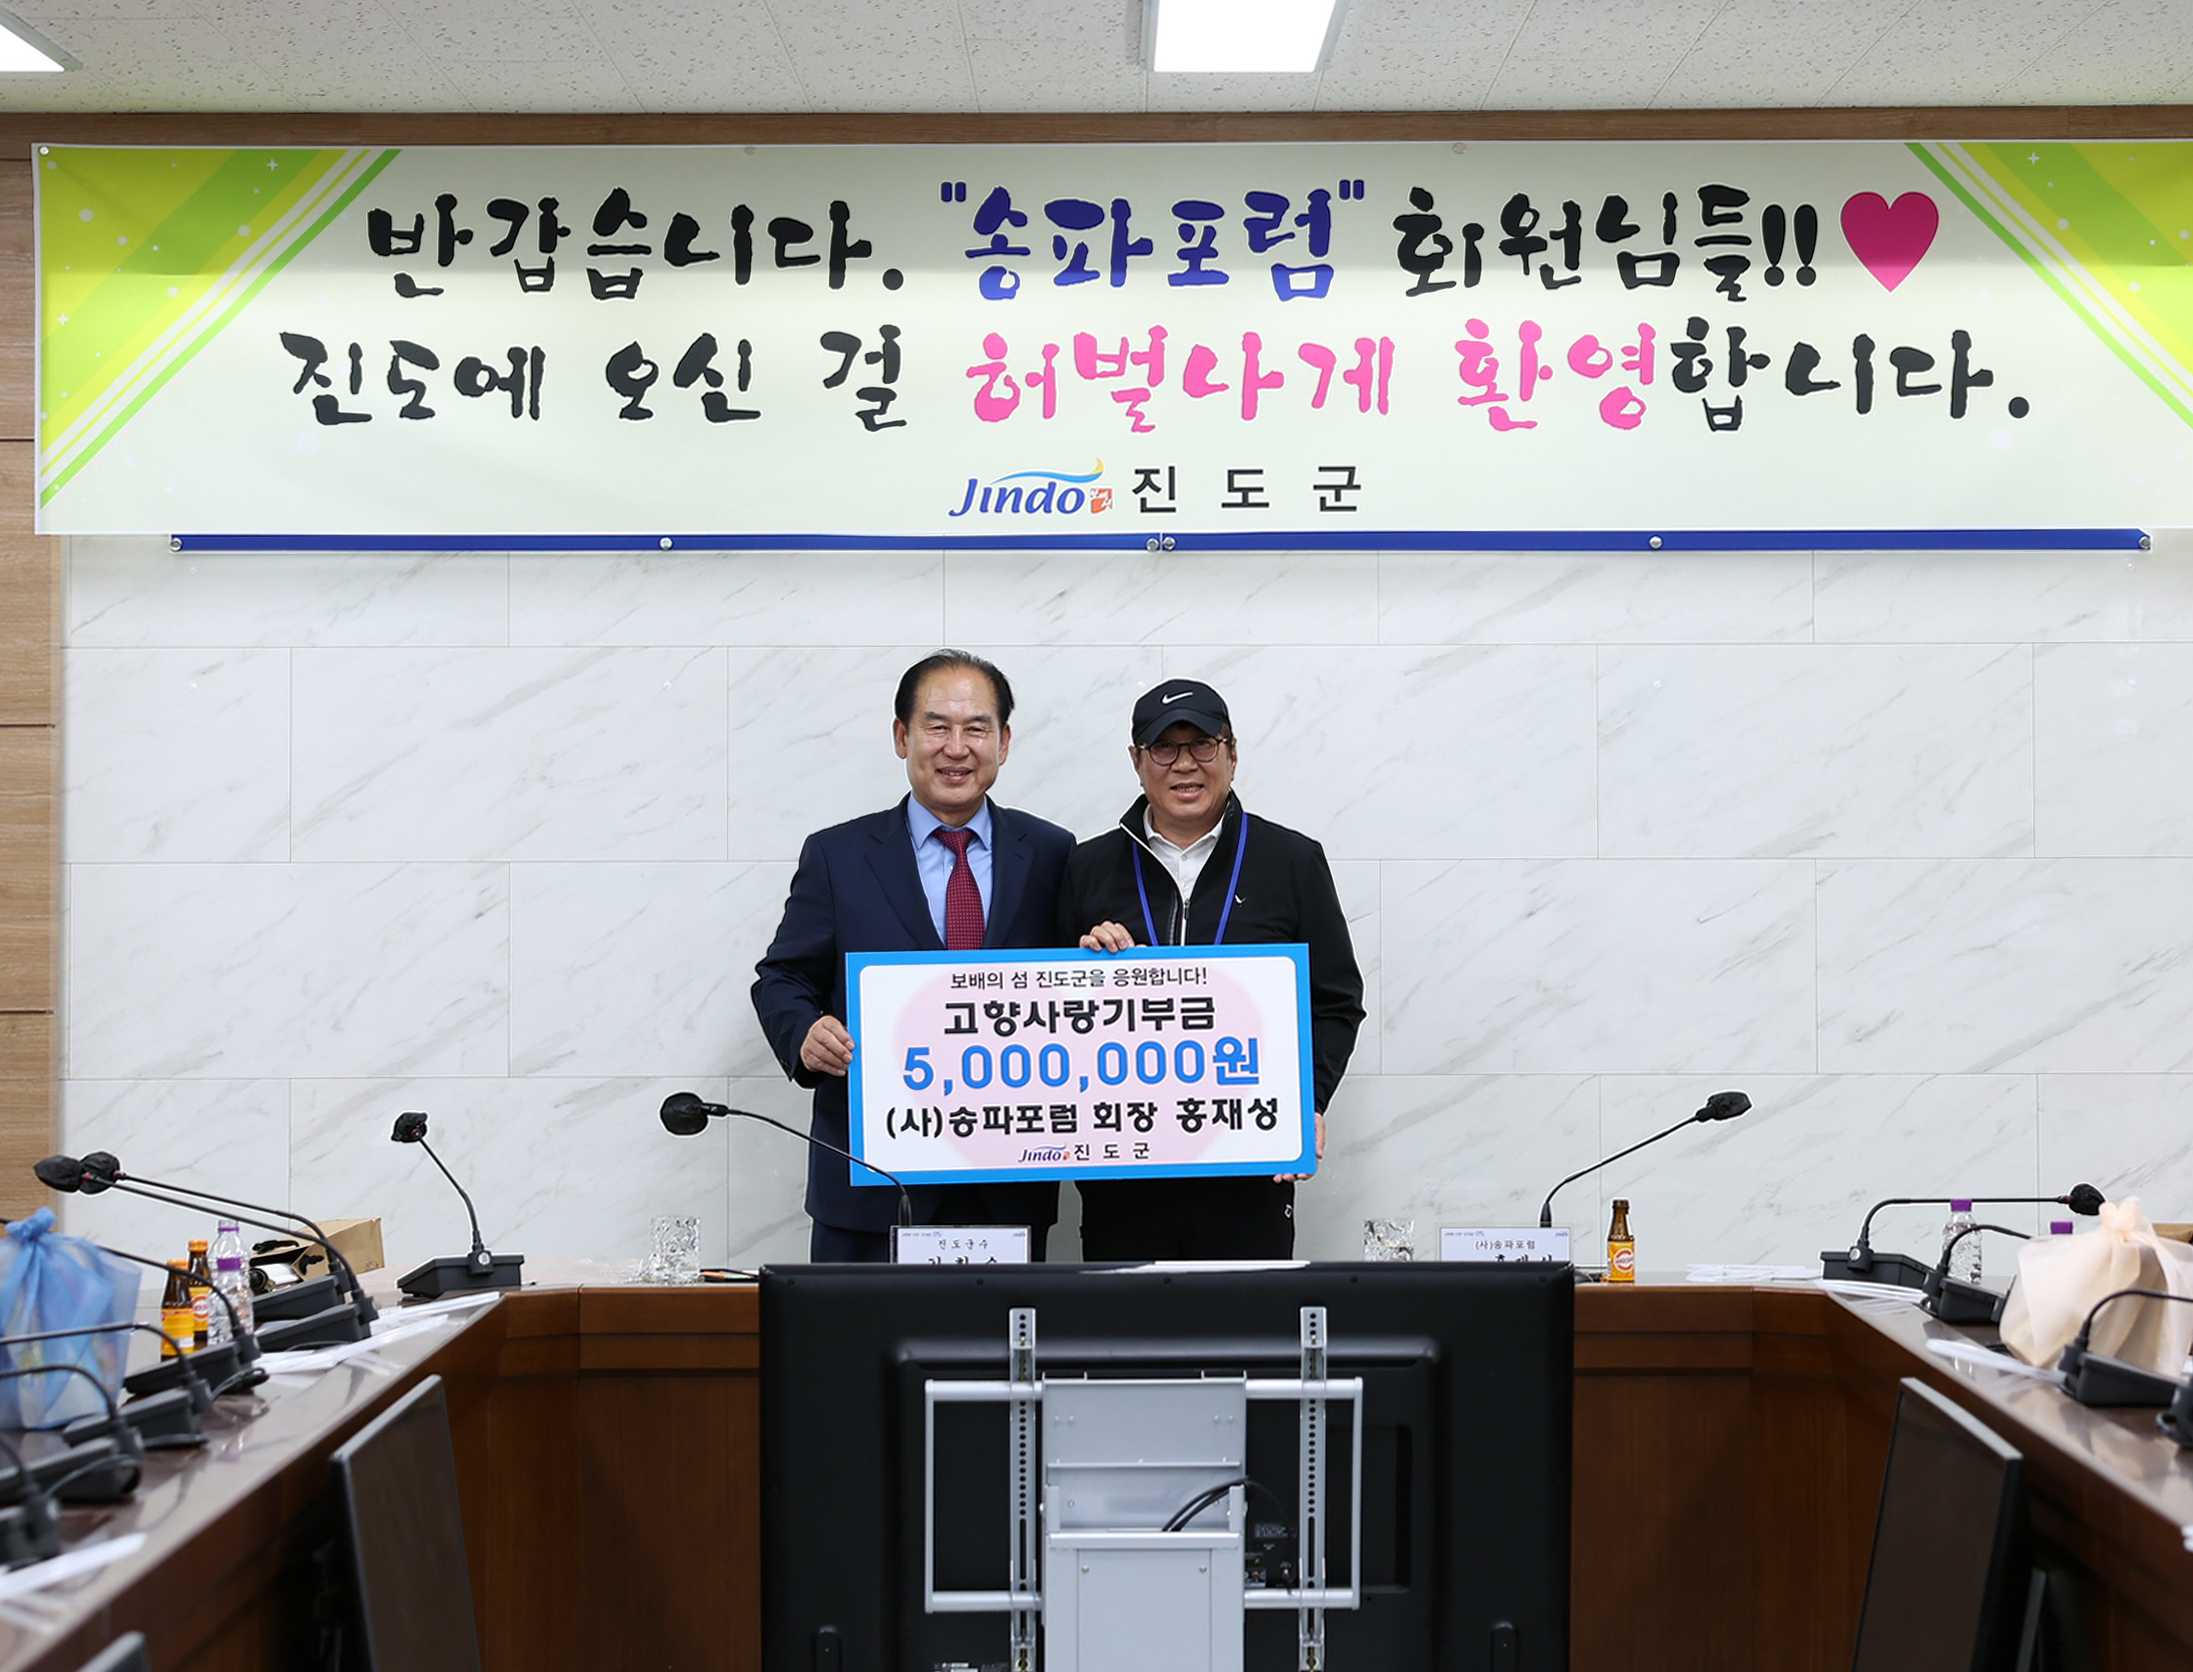 반갑습니다. "송파포럼" 회원님들!!
진도에 오신 걸 허벌나게 환영합니다.
Jindo 진 도 군
보배의 섬 진도군을 응원합니다!
고향사랑기부금
5,000,000원
(사)송파포럼 회장 홍재성
Jindo 진 도 군
진도군수
(사)송파포럼